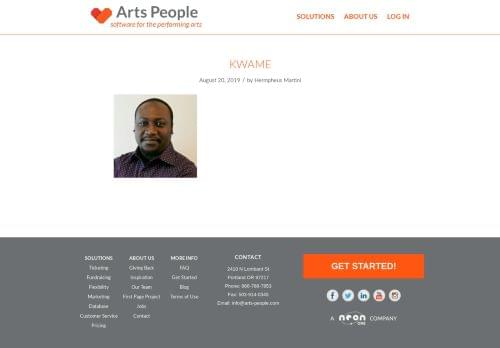 Arts People
software for the performing arts
SOLUTIONS ABOUT US LOG IN
KWAME
August 20, 2019 / by Hermpheus Martini
SOLUTIONS
Ticketing
Fundraising
Flexibility
Marketing
Database
Customer Service
Pricing
ABOUT US
Giving Back
Inspiration
Our Team
First Page Project
Jobs
Contact
MORE INFO
FAQ
Get Started
Blog
Terms of Use
CONTACT
2410 N Lombard St
Portland OR 97217
Phone: 866-768-7953
Fax: 503-914-0345
Email: info@arts-people.com
GET STARTED!
A neon one COMPANY